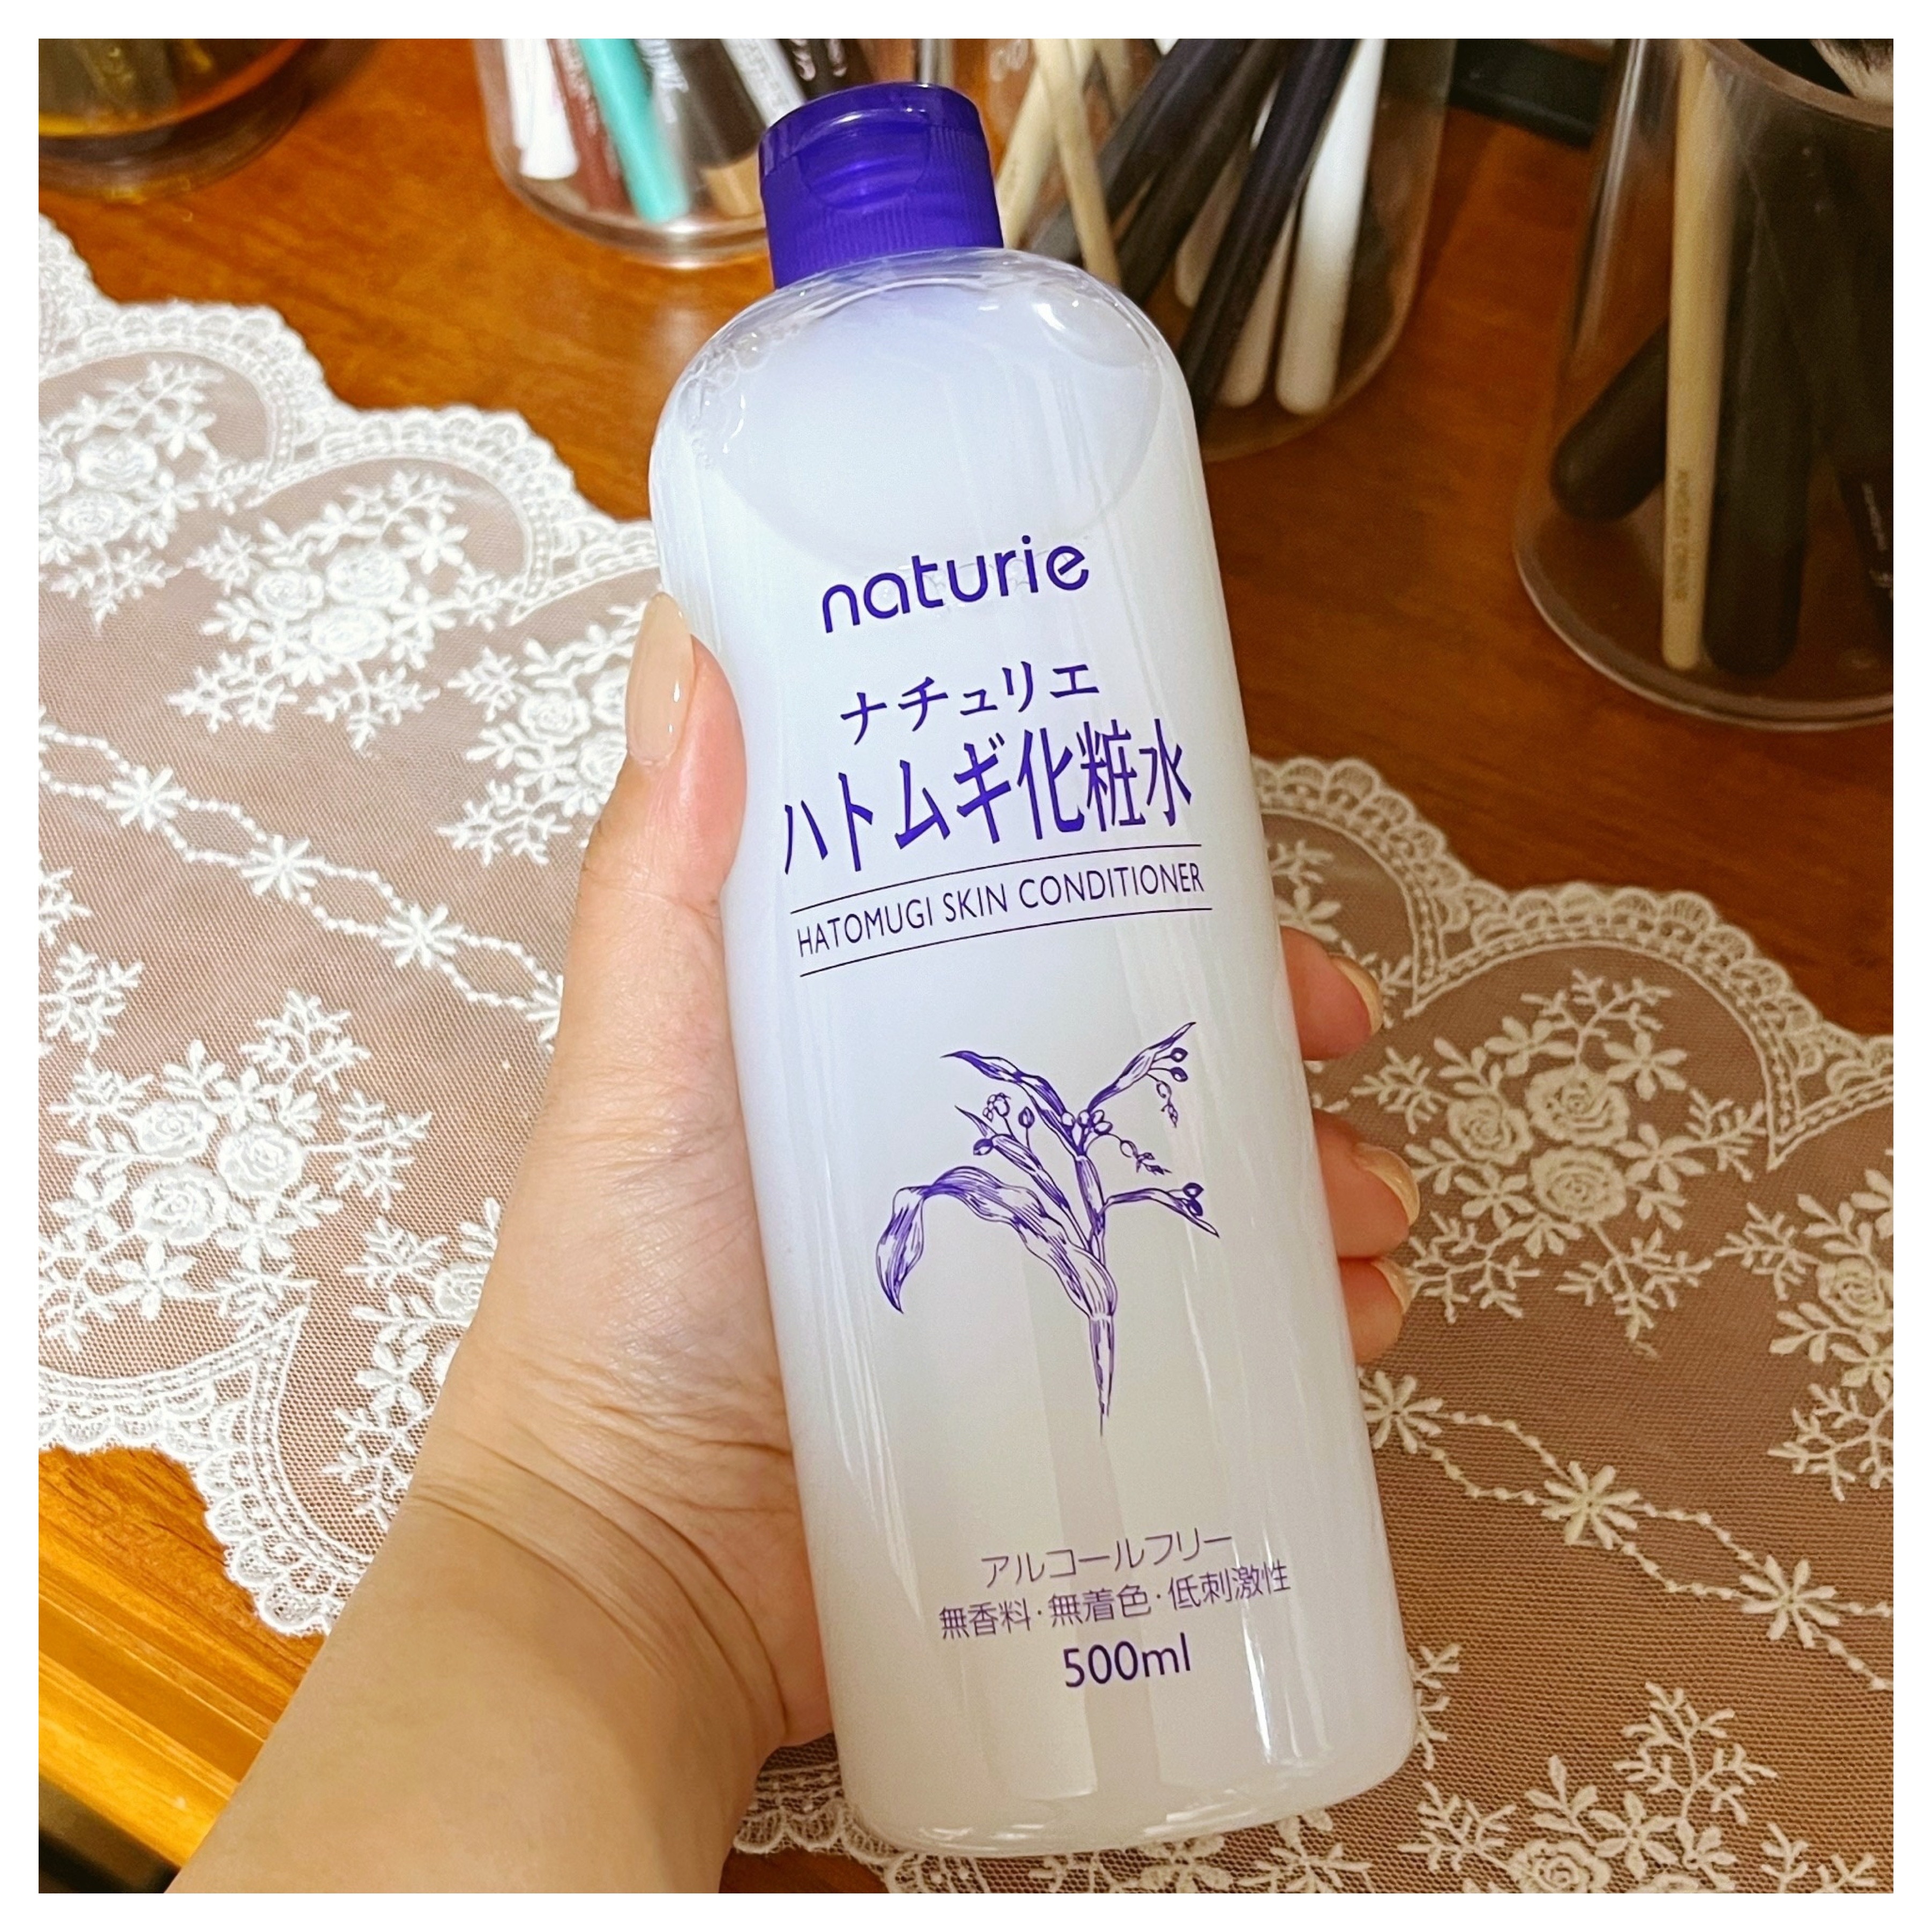 naturie
ナチュリエ
ハトムギ化粧水
HATOMUGI SKIN CONDITIONER
アルコールフリー
無香料・無着色・低刺激性
500ml